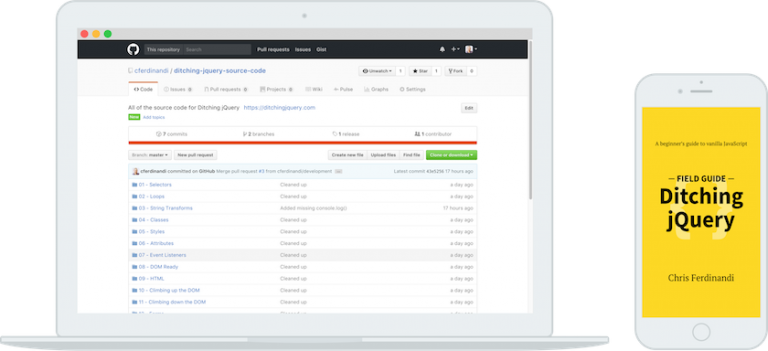 This repository Search Pull requests Issues Gist
cferdinandi / ditching-jquery-source-code Unwatch 1 Star 1 Fork 0
Code Issues 0 Pull requests 0 Projects 0 Wiki Pulse Graphs Settings
All of the source code for Ditching jQuery https://ditchingjquery.com Edit
New Add topics
7 commits 2 branches 1 release 1 contributor
Branch: master New pull request Create new file Upload files Find file Clone or download
cferdinandi committed on GitHub Merge pull request #3 from cferdinandi/development Latest commit 17 hours ago
01 - Selectors Cleaned up a day ago
02 - Loops Cleaned up a day ago
03 - String Transforms Added missing console.log() 17 hours ago
04 - Classes Cleaned up a day ago
05 - Styles Cleaned up a day ago
06 - Attributes Cleaned up a day ago
07 - Event Listeners Cleaned up a day ago
08 - DOM Ready Cleaned up a day ago
09 - HTML Cleaned up a day ago
10 - Climbing up the DOM Cleaned up a day ago
11 - Climbing down the DOM Cleaned up a day ago
A beginner's guide to vanilla JavaScript
— FIELD GUIDE —
Ditching
jQuery
Chris Ferdinandi